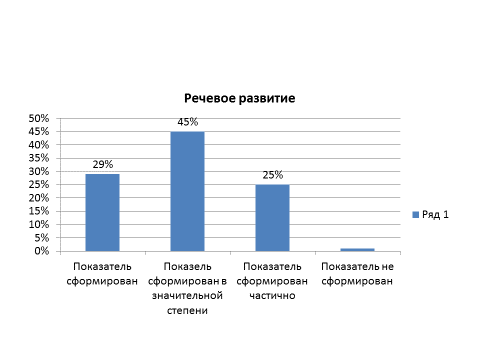 Речевое развитие
50%
45%
40%
35%
30%
25%
20%
15%
10%
5%
0%
29%
45%
25%
Показатель
сформирован
Показель
сформирован в
значительной
степени
Показатель
сформирован
частично
Показатель не
сформирован
Ряд 1